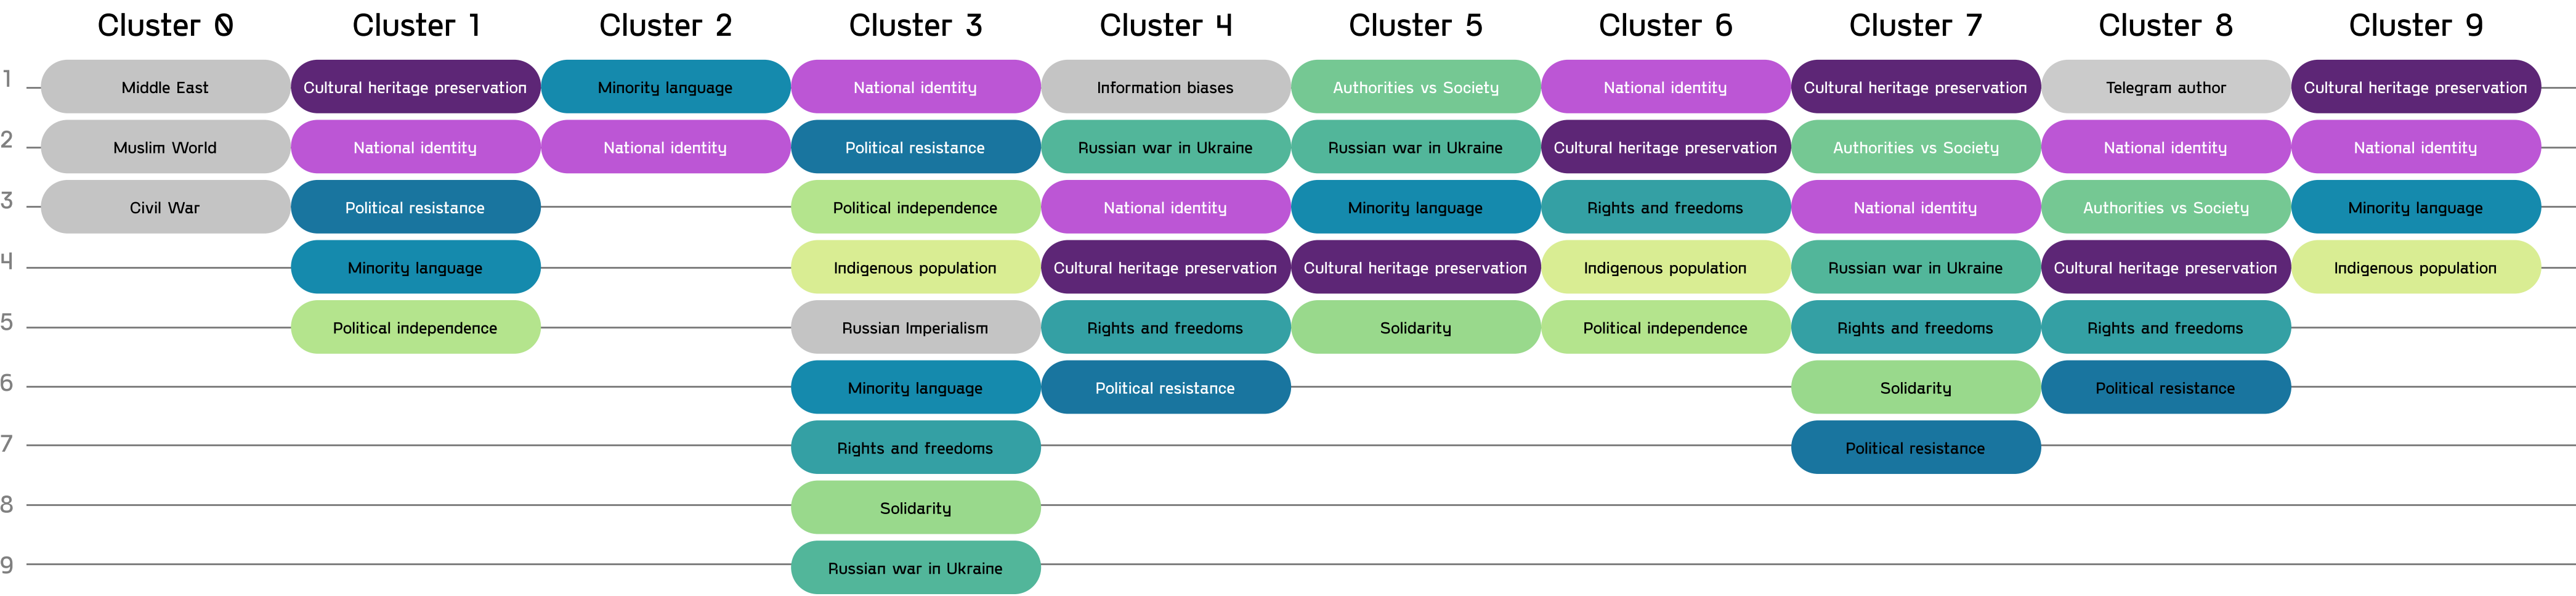 Cluster 0 Cluster 1 Cluster 2 Cluster 3 Cluster 4 Cluster 5 Cluster 6 Cluster 7 Cluster 8 Cluster 9
1 Middle East Cultural heritage preservation Minority language National identity Information biases Authorities vs Society National identity Cultural heritage preservation Telegram author Cultural heritage preservation
2 Muslim World National identity National identity Political resistance Russian war in Ukraine Russian war in Ukraine Cultural heritage preservation Authorities vs Society National identity National identity
3 Civil War Political resistance Political independence National identity Minority language Rights and freedoms National identity Authorities vs Society Minority language
4 Minority language Indigenous population Cultural heritage preservation Cultural heritage preservation Indigenous population Russian war in Ukraine Cultural heritage preservation Indigenous population
5 Political independence Russian Imperialism Rights and freedoms Solidarity Political independence Rights and freedoms Rights and freedoms
6 Minority language Political resistance Solidarity Political resistance
7 Rights and freedoms Political resistance
8 Solidarity
9 Russian war in Ukraine